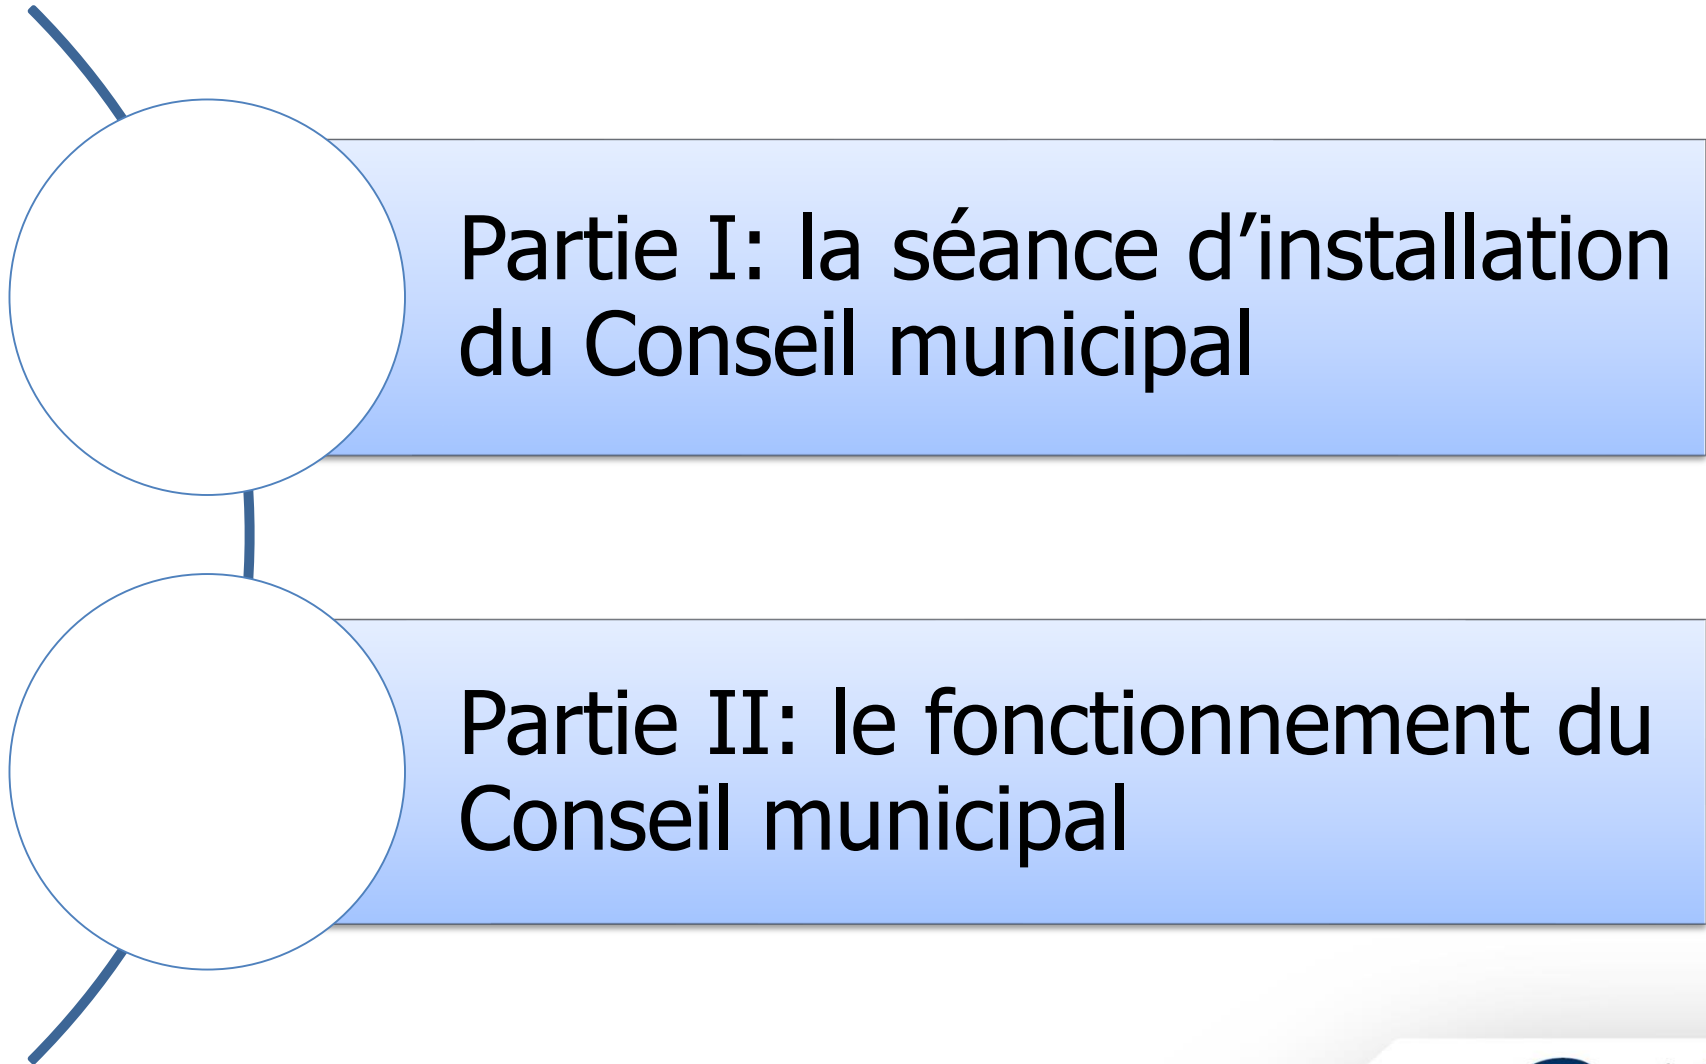 Partie I: la séance d’installation
du Conseil municipal
Partie II: le fonctionnement du
Conseil municipal